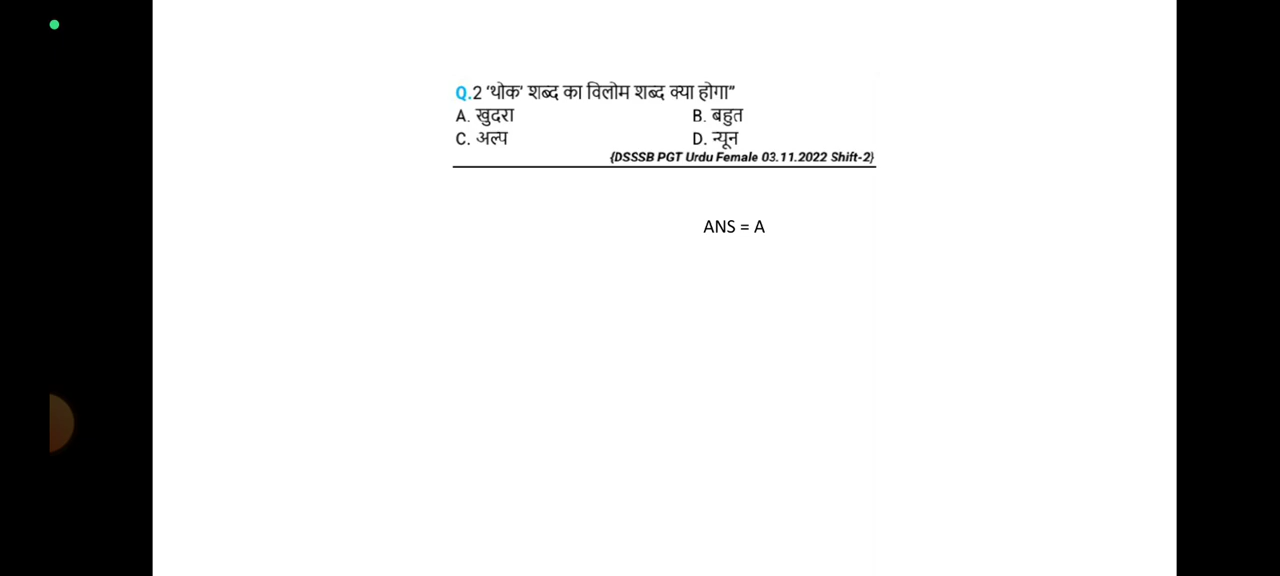 Q.2 ‘थोक’ शब्द का विलोम शब्द क्या होगा”
A. खुदरा B. बहुत
C. अल्प D. न्यून
{DSSSB PGT Urdu Female 03.11.2022 Shift-2}
ANS = A